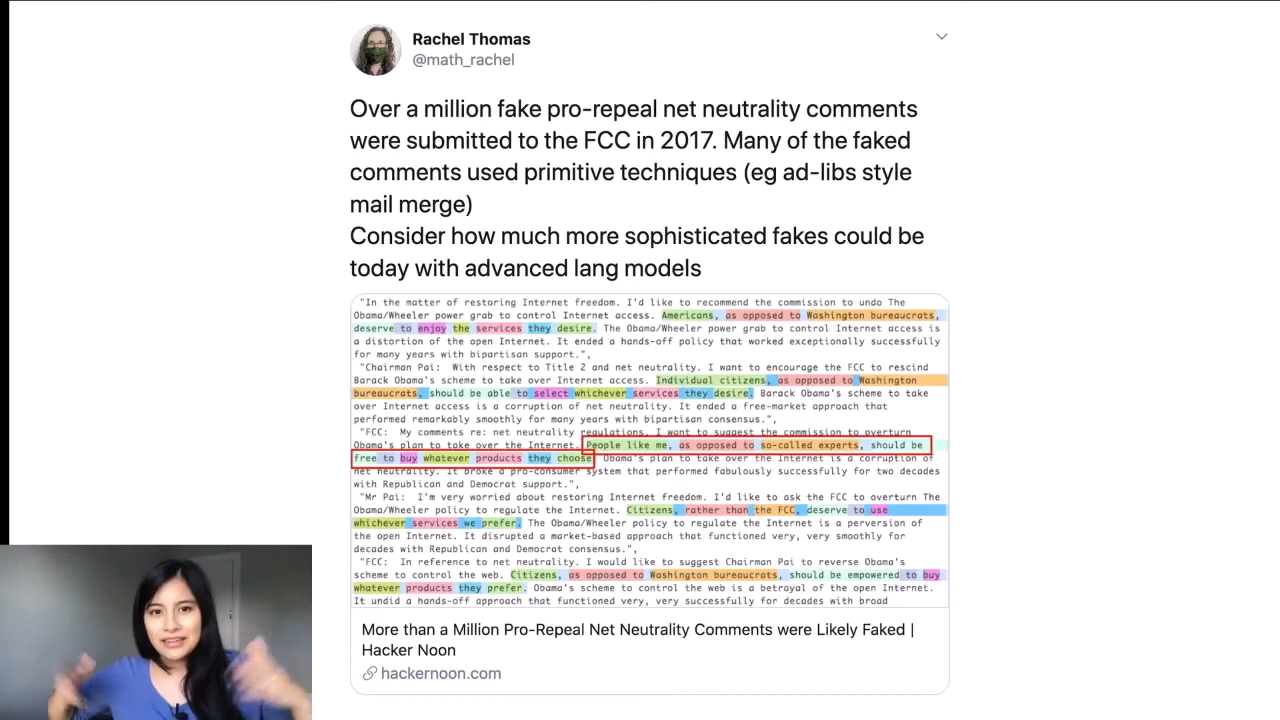 Rachel Thomas
@math_rachel
Over a million fake pro-repeal net neutrality comments
were submitted to the FCC in 2017. Many of the faked
comments used primitive techniques (eg ad-libs style
mail merge)
Consider how much more sophisticated fakes could be
today with advanced lang models
"In the matter of restoring Internet freedom. I'd like to recommend the commission to undo The
Obama/Wheeler power grab to control Internet access. Americans, as opposed to Washington bureaucrats,
deserve to enjoy the services they desire. The Obama/Wheeler power grab to control Internet access is
a distortion of the open Internet. It ended a hands-off policy that worked exceptionally successfully
for many years with bipartisan support.",
"Chairman Pai: With respect to Title 2 and net neutrality. I want to encourage the FCC to rescind
Barack Obama's scheme to take over Internet access. Individual citizens, as opposed to Washington
bureaucrats, should be able to select whichever services they desire. Barack Obama's scheme to take
over Internet access is a corruption of net neutrality. It ended a free-market approach that
performed remarkably smoothly for many years with bipartisan consensus.",
"FCC: My comments re: net neutrality regulations. I want to suggest the commission to overturn
Obama's plan to take over the Internet. People like me, as opposed to so-called experts, should be
free to buy whatever products they choose. Obama's plan to take over the Internet is a corruption of
net neutrality. It broke a pro-consumer system that performed fabulously successfully for two decades
with Republican and Democrat support.",
"Mr Pai: I'm very worried about restoring Internet freedom. I'd like to ask the FCC to overturn The
Obama/Wheeler policy to regulate the Internet. Citizens, rather than the FCC, deserve to use
whichever services we prefer. The Obama/Wheeler policy to regulate the Internet is a perversion of
the open Internet. It disrupted a market-based approach that functioned very, very smoothly for
decades with Republican and Democrat consensus.",
"FCC: In reference to net neutrality. I would like to suggest Chairman Pai to reverse Obama's
scheme to control the web. Citizens, as opposed to Washington bureaucrats, should be empowered to buy
whatever products they prefer. Obama's scheme to control the web is a betrayal of the open Internet.
It undid a hands-off approach that functioned very, very successfully for decades with broad
More than a Million Pro-Repeal Net Neutrality Comments were Likely Faked |
Hacker Noon
hackernoon.com